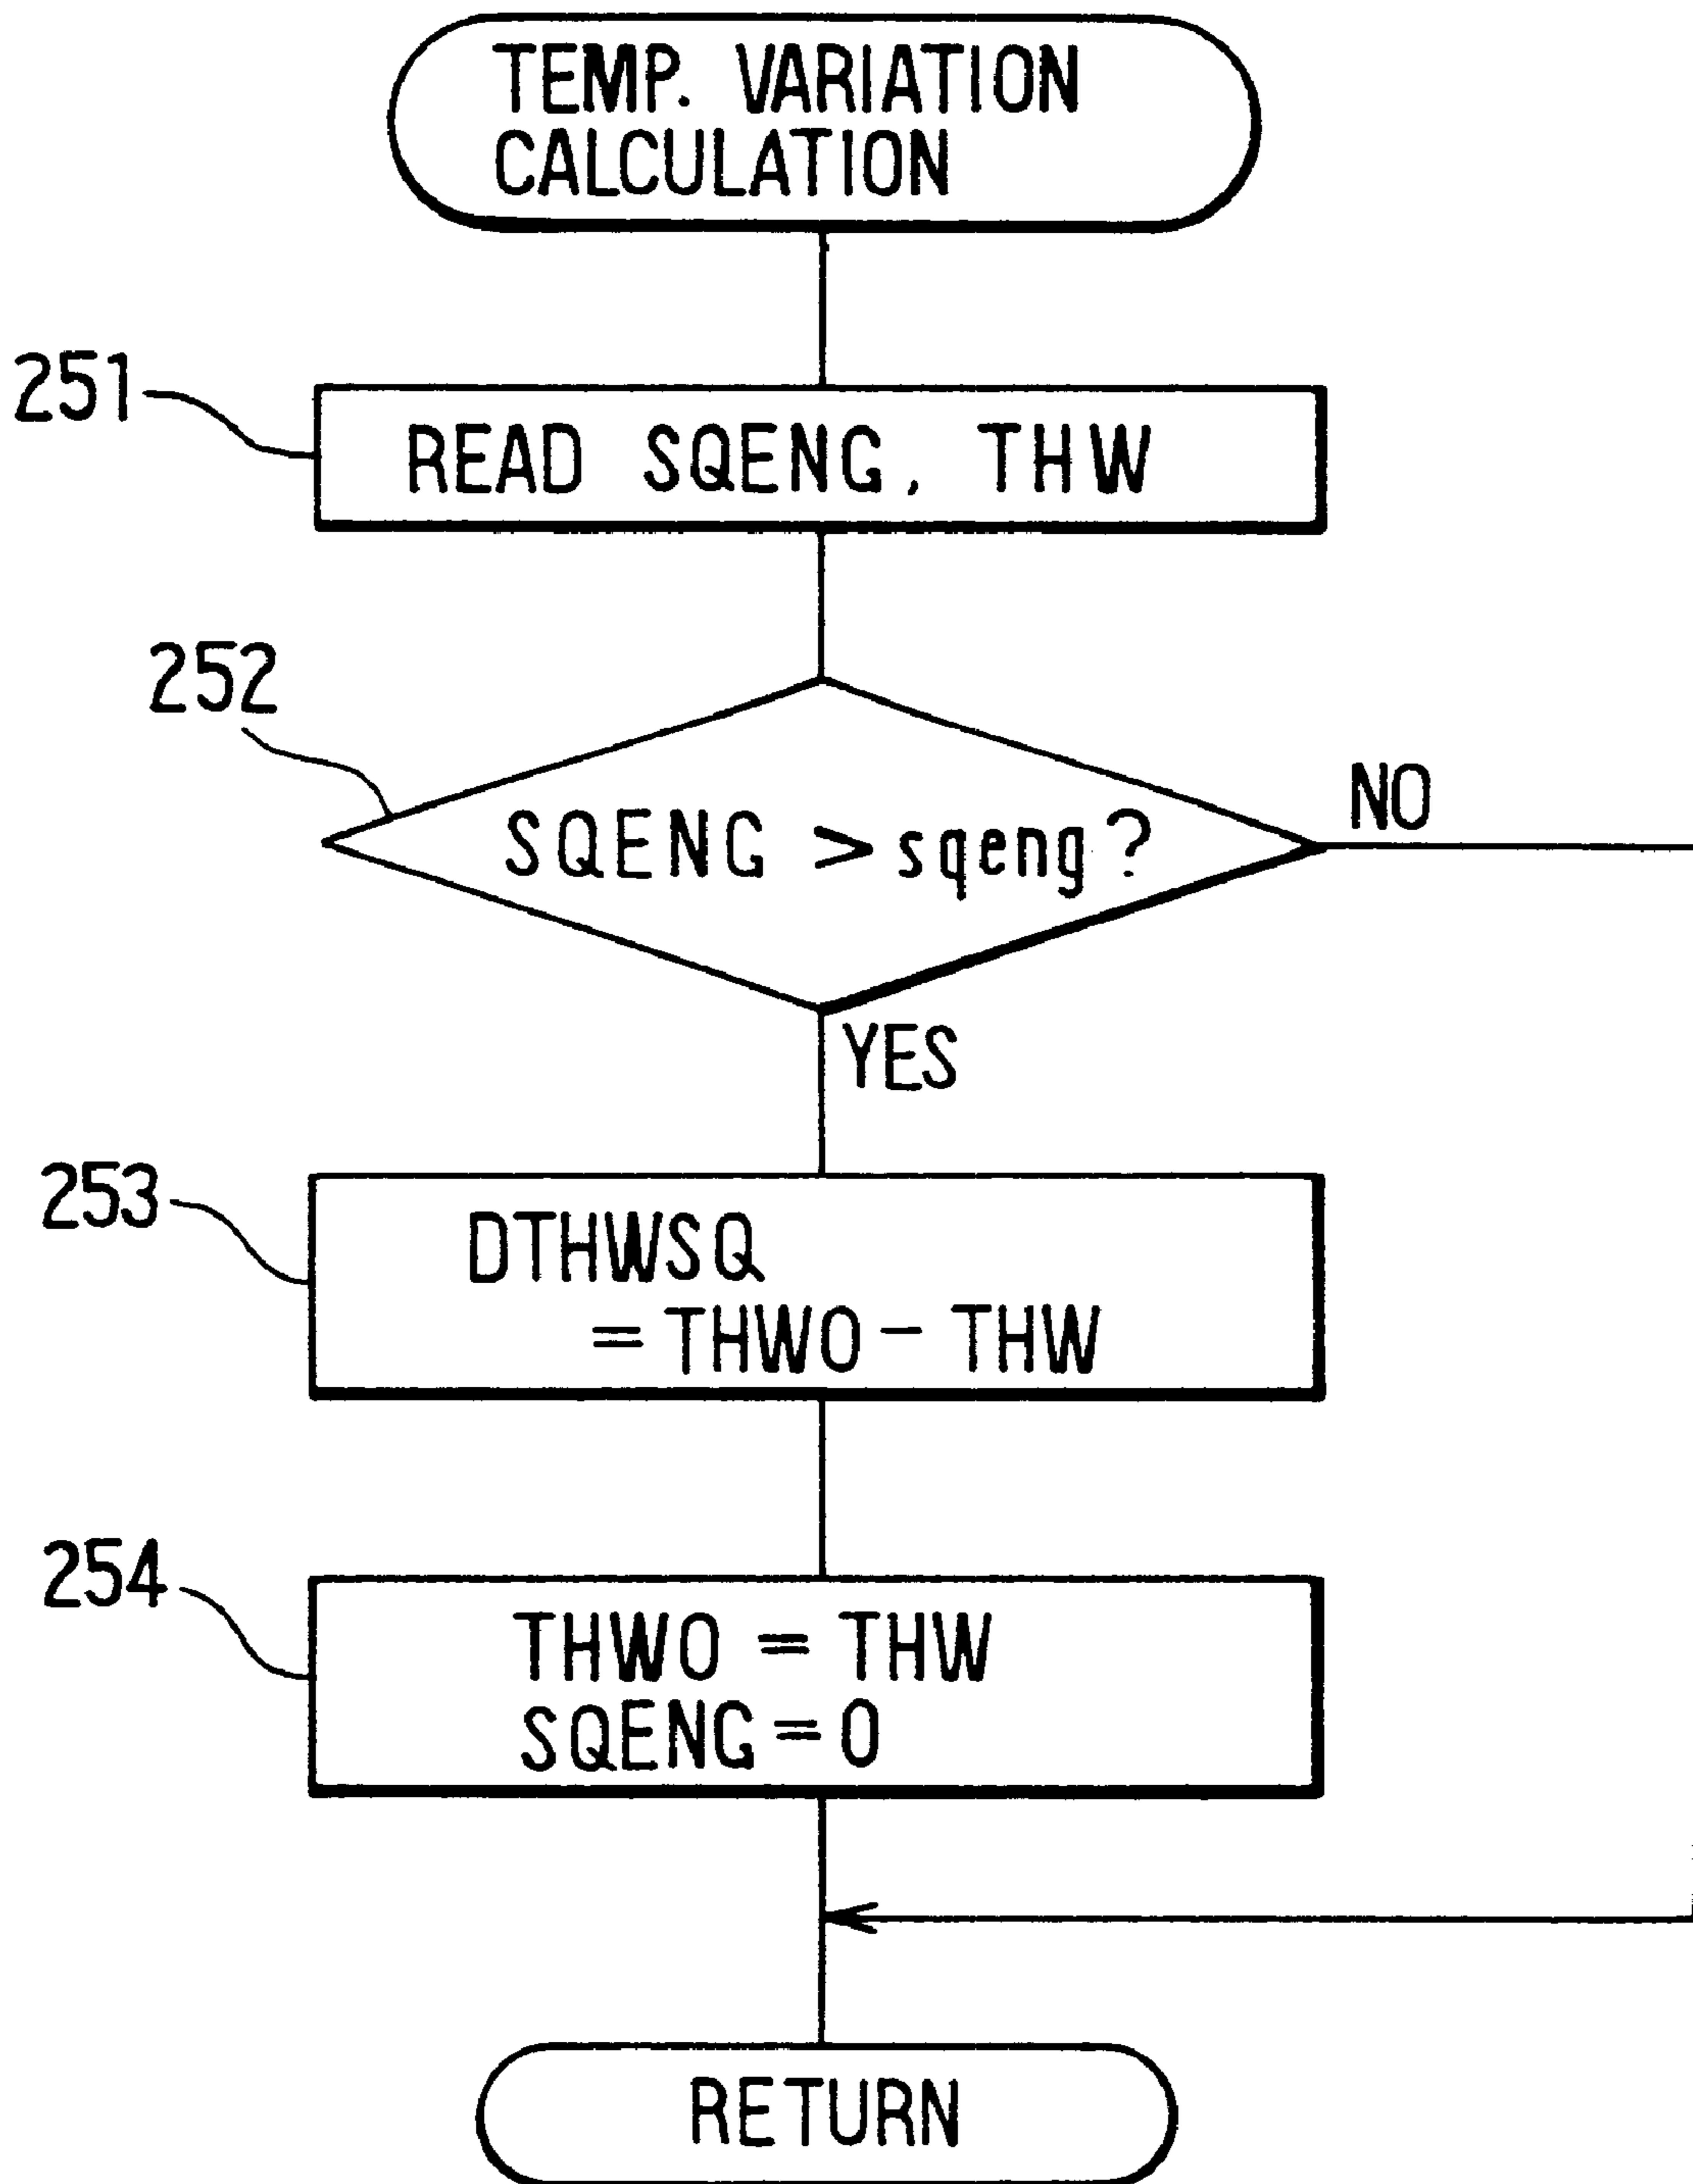 TEMP. VARIATION
CALCULATION
251
READ SQENG, THW
252
SQENG > sqeng?
NO
YES
253
DTHWSQ
= THWO - THW
254
THWO = THW
SQENG = 0
RETURN